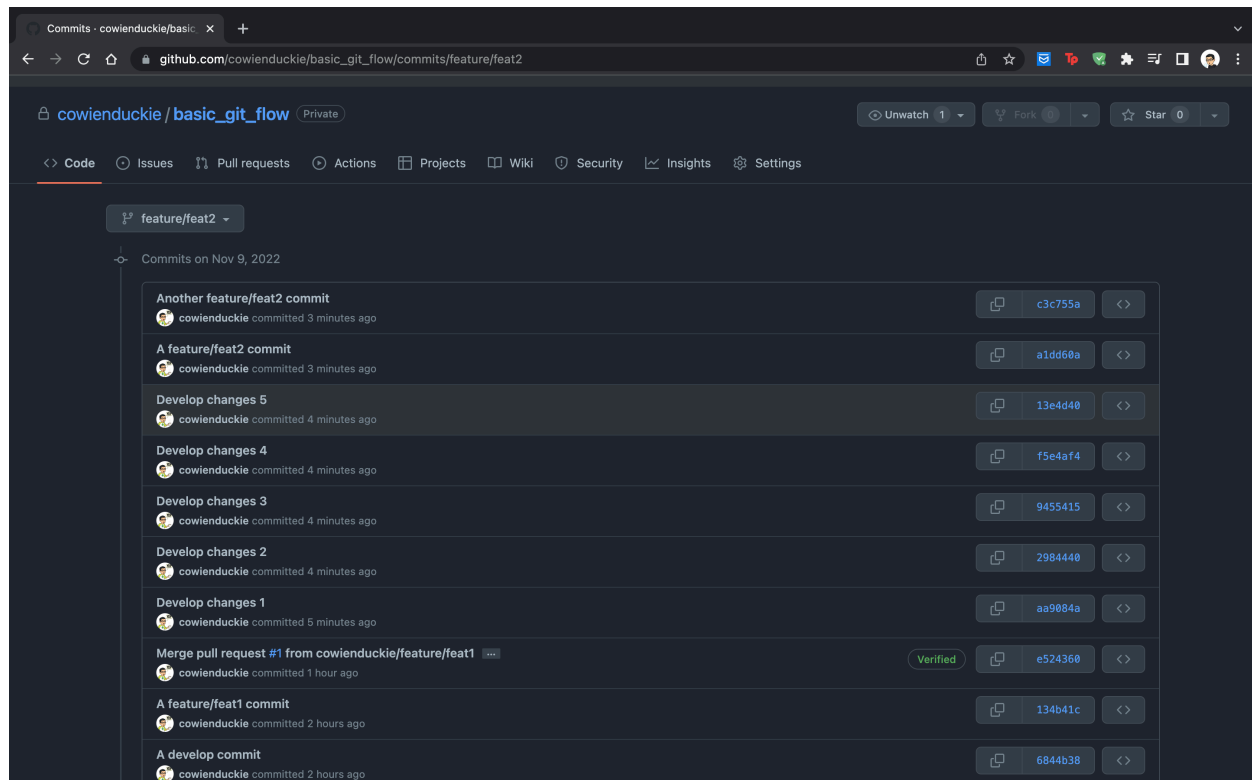 Commits · cowienduckie/basic_
github.com/cowienduckie/basic_git_flow/commits/feature/feat2
cowienduckie / basic_git_flow Private
Unwatch 1
Fork 0
Star 0
Code Issues Pull requests Actions Projects Wiki Security Insights Settings
feature/feat2
Commits on Nov 9, 2022
Another feature/feat2 commit
cowienduckie committed 3 minutes ago
c3c755a
A feature/feat2 commit
cowienduckie committed 3 minutes ago
a1dd60a
Develop changes 5
cowienduckie committed 4 minutes ago
13e4d40
Develop changes 4
cowienduckie committed 4 minutes ago
f5e4af4
Develop changes 3
cowienduckie committed 4 minutes ago
9455415
Develop changes 2
cowienduckie committed 4 minutes ago
2984440
Develop changes 1
cowienduckie committed 5 minutes ago
aa9084a
Merge pull request #1 from cowienduckie/feature/feat1 ...
cowienduckie committed 1 hour ago
Verified
e524360
A feature/feat1 commit
cowienduckie committed 2 hours ago
134b41c
A develop commit
cowienduckie committed 2 hours ago
6844b38